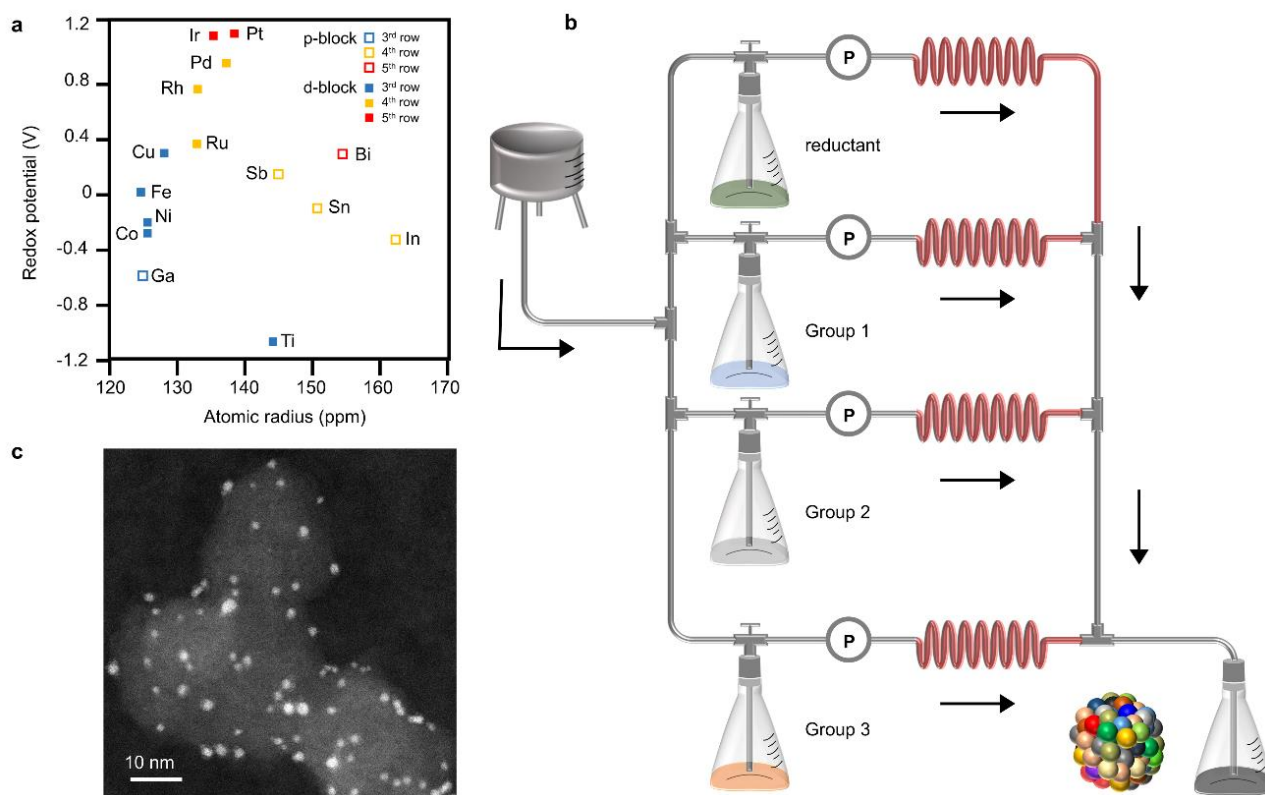 a
1.2
0.8
0.4
0
-0.4
-0.8
-1.2
Redox potential (V)
120 130 140 150 160 170
Atomic radius (ppm)
Ir
Pt
Pd
Rh
Cu
Ru
Bi
Sb
Fe
Sn
Ni
Co
In
Ga
Ti
p-block 3rd row
4th row
5th row
d-block 3rd row
4th row
5th row
b
P
reductant
P
Group 1
P
Group 2
P
Group 3
c
10 nm